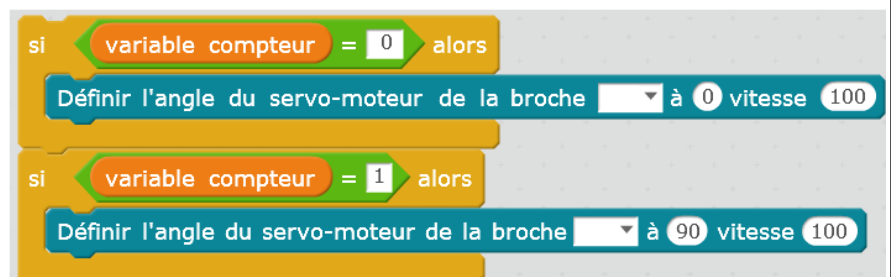 si variable compteur = 0 alors
Définir l'angle du servo-moteur de la broche à 0 vitesse 100
si variable compteur = 1 alors
Définir l'angle du servo-moteur de la broche à 90 vitesse 100